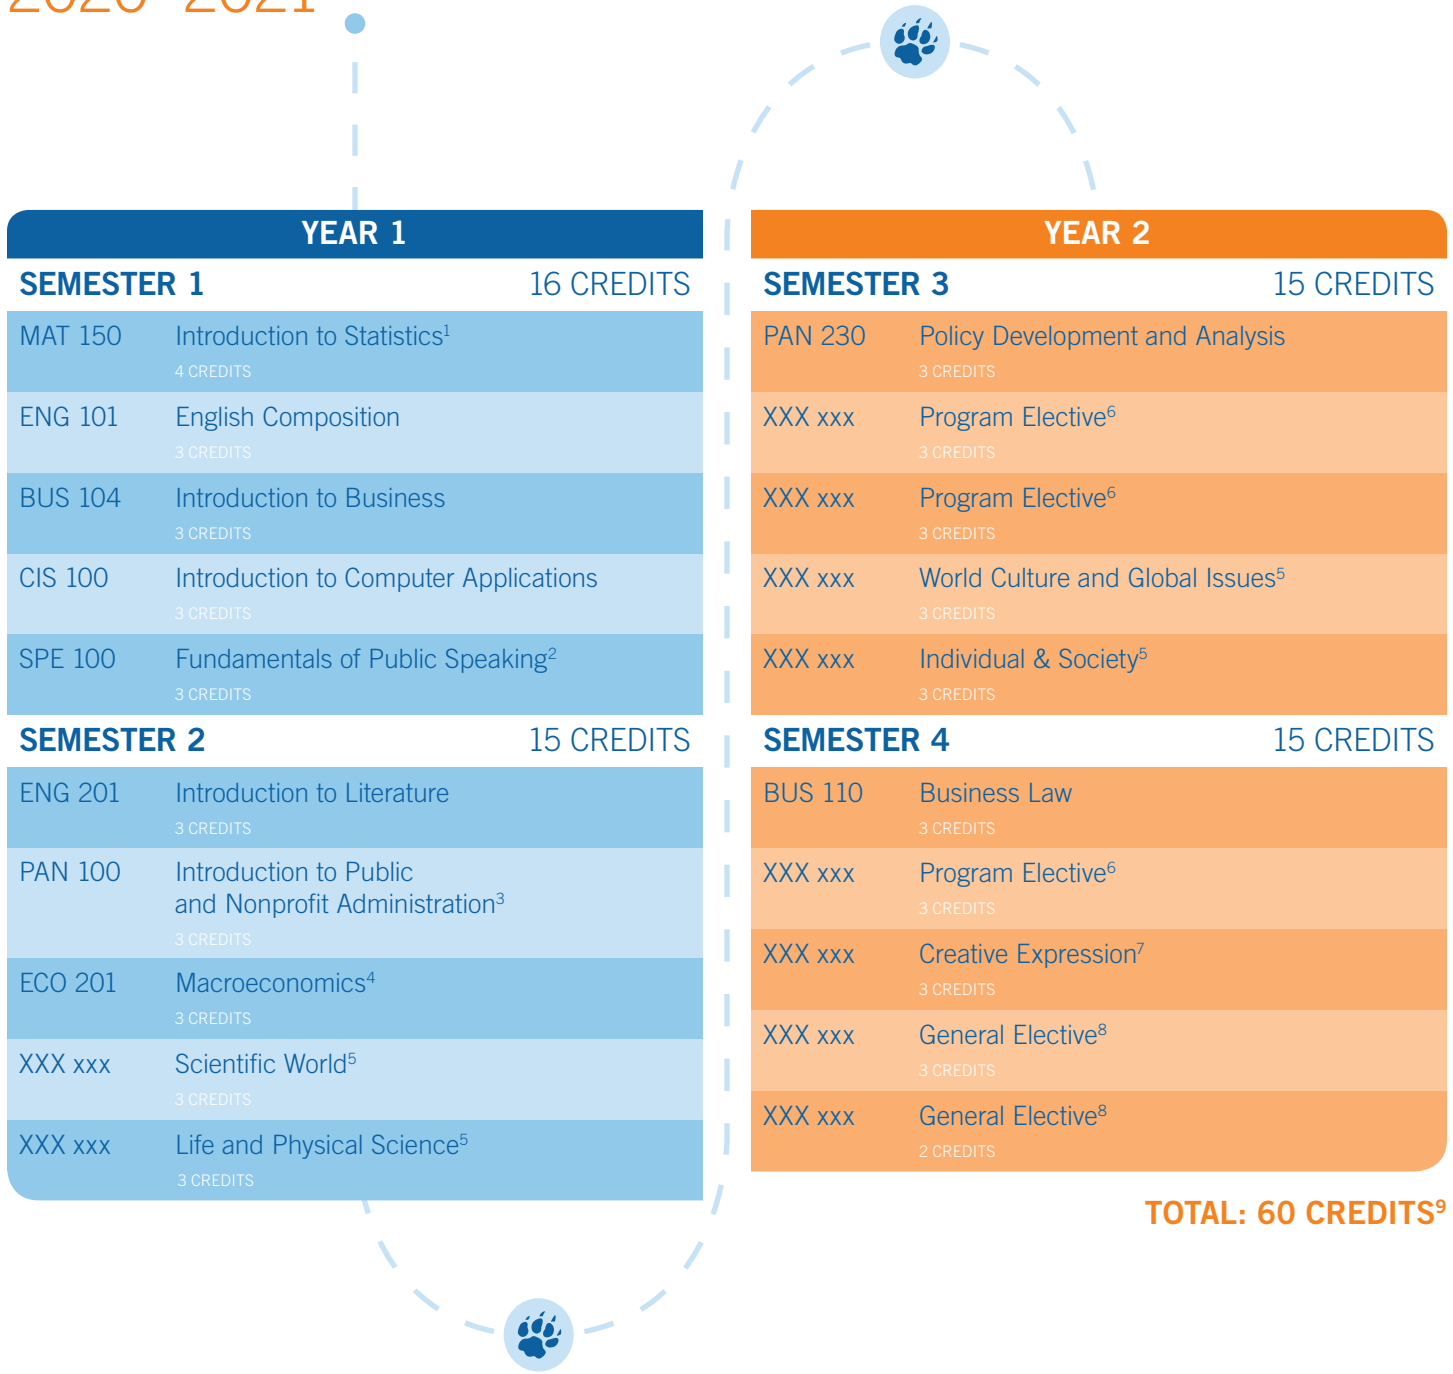 2020–2021
YEAR 1
SEMESTER 1 16 CREDITS
MAT 150 Introduction to Statistics¹
4 CREDITS
ENG 101 English Composition
3 CREDITS
BUS 104 Introduction to Business
3 CREDITS
CIS 100 Introduction to Computer Applications
3 CREDITS
SPE 100 Fundamentals of Public Speaking²
3 CREDITS
SEMESTER 2 15 CREDITS
ENG 201 Introduction to Literature
3 CREDITS
PAN 100 Introduction to Public
and Nonprofit Administration³
3 CREDITS
ECO 201 Macroeconomics⁴
3 CREDITS
XXX xxx Scientific World⁵
3 CREDITS
XXX xxx Life and Physical Science⁵
3 CREDITS
YEAR 2
SEMESTER 3 15 CREDITS
PAN 230 Policy Development and Analysis
3 CREDITS
XXX xxx Program Elective⁶
3 CREDITS
XXX xxx Program Elective⁶
3 CREDITS
XXX xxx World Culture and Global Issues⁵
3 CREDITS
XXX xxx Individual & Society⁵
3 CREDITS
SEMESTER 4 15 CREDITS
BUS 110 Business Law
3 CREDITS
XXX xxx Program Elective⁶
3 CREDITS
XXX xxx Creative Expression⁷
3 CREDITS
XXX xxx General Elective⁸
3 CREDITS
XXX xxx General Elective⁸
2 CREDITS
TOTAL: 60 CREDITS⁹